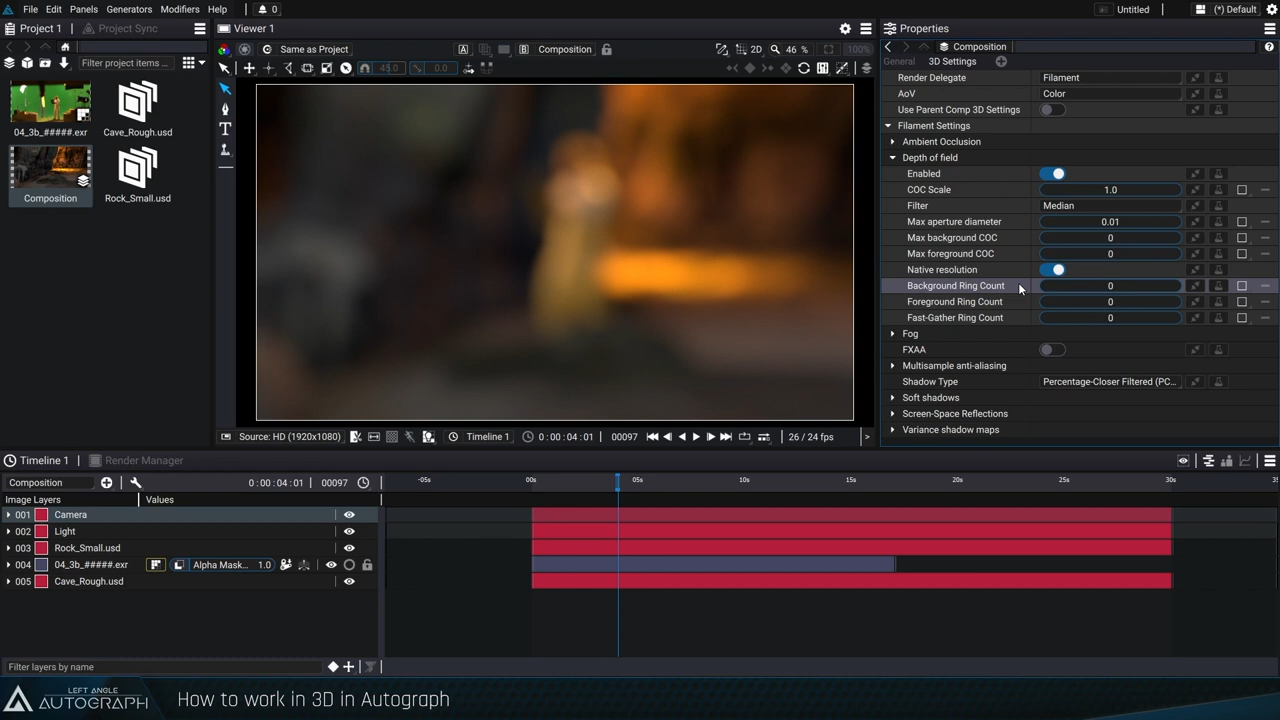 File Edit Panels Generators Modifiers Help 0 Untitled (*) Default
Project 1 Project Sync Viewer 1 Properties
Same as Project A B Composition 2D 46 % 100% Composition
Filter project items ... 45.0 0.0 General 3D Settings
Render Delegate Filament
AoV Color
Use Parent Comp 3D Settings
Filament Settings
Ambient Occlusion
Depth of field
Enabled
COC Scale 1.0
Filter Median
Max aperture diameter 0.01
Max background COC 0
Max foreground COC 0
Native resolution
Background Ring Count 0
Foreground Ring Count 0
Fast-Gather Ring Count 0
Fog
FXAA
Multisample anti-aliasing
Shadow Type Percentage-Closer Filtered (PC...
Soft shadows
Screen-Space Reflections
Variance shadow maps
04_3b_#####.exr Cave_Rough.usd
Composition Rock_Small.usd
Source: HD (1920x1080) Timeline 1 0:00:04:01 00097 26 / 24 fps
Timeline 1 Render Manager
Composition 0:00:04:01 00097 -05s 00s 05s 10s 15s 20s 25s 30s
Image Layers Values
001 Camera
002 Light
003 Rock_Small.usd
004 04_3b_#####.exr Alpha Mask... 1.0
005 Cave_Rough.usd
Filter layers by name
LEFT ANGLE
AUTOGRAPH
How to work in 3D in Autograph